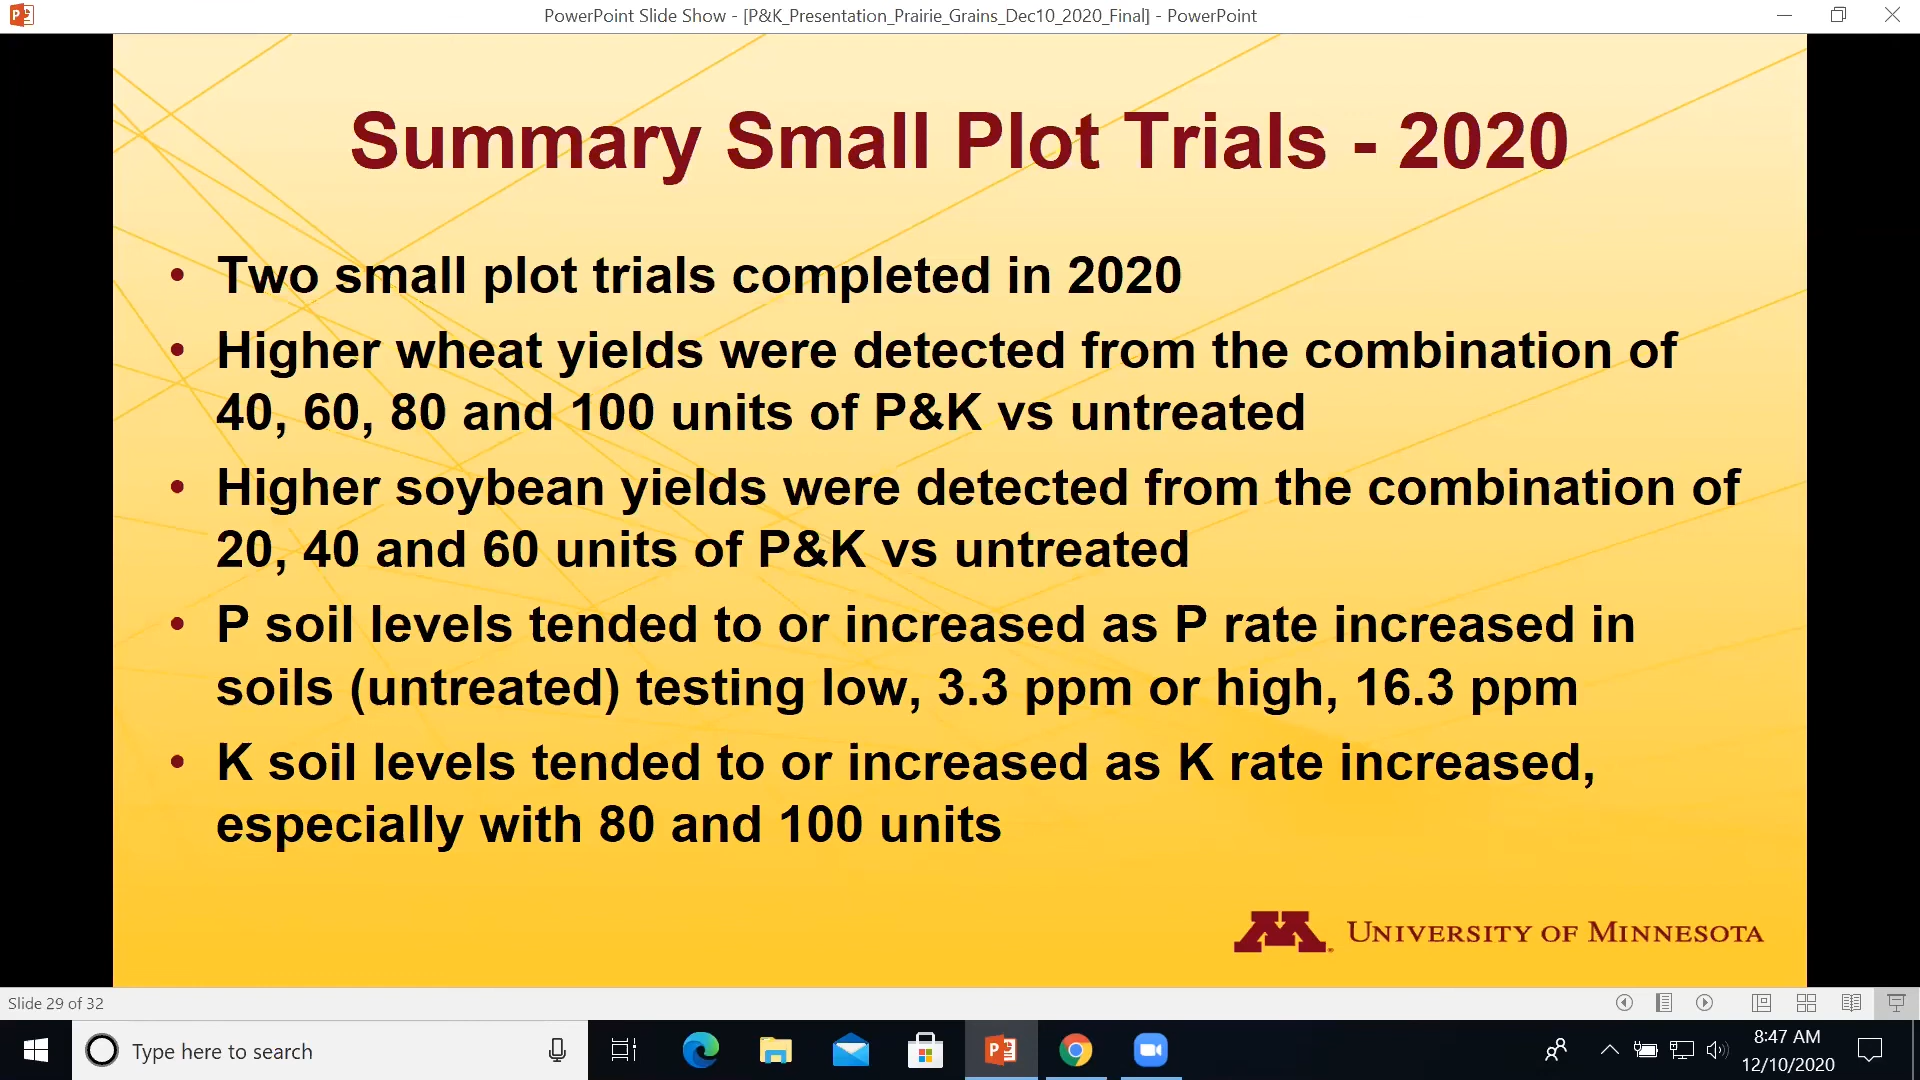 PowerPoint Slide Show - [P&K_Presentation_Prairie_Grains_Dec10_2020_Final] - PowerPoint
Summary Small Plot Trials - 2020
• Two small plot trials completed in 2020
• Higher wheat yields were detected from the combination of
40, 60, 80 and 100 units of P&K vs untreated
• Higher soybean yields were detected from the combination of
20, 40 and 60 units of P&K vs untreated
• P soil levels tended to or increased as P rate increased in
soils (untreated) testing low, 3.3 ppm or high, 16.3 ppm
• K soil levels tended to or increased as K rate increased,
especially with 80 and 100 units
M UNIVERSITY OF MINNESOTA
Slide 29 of 32
Type here to search
8:47 AM
12/10/2020